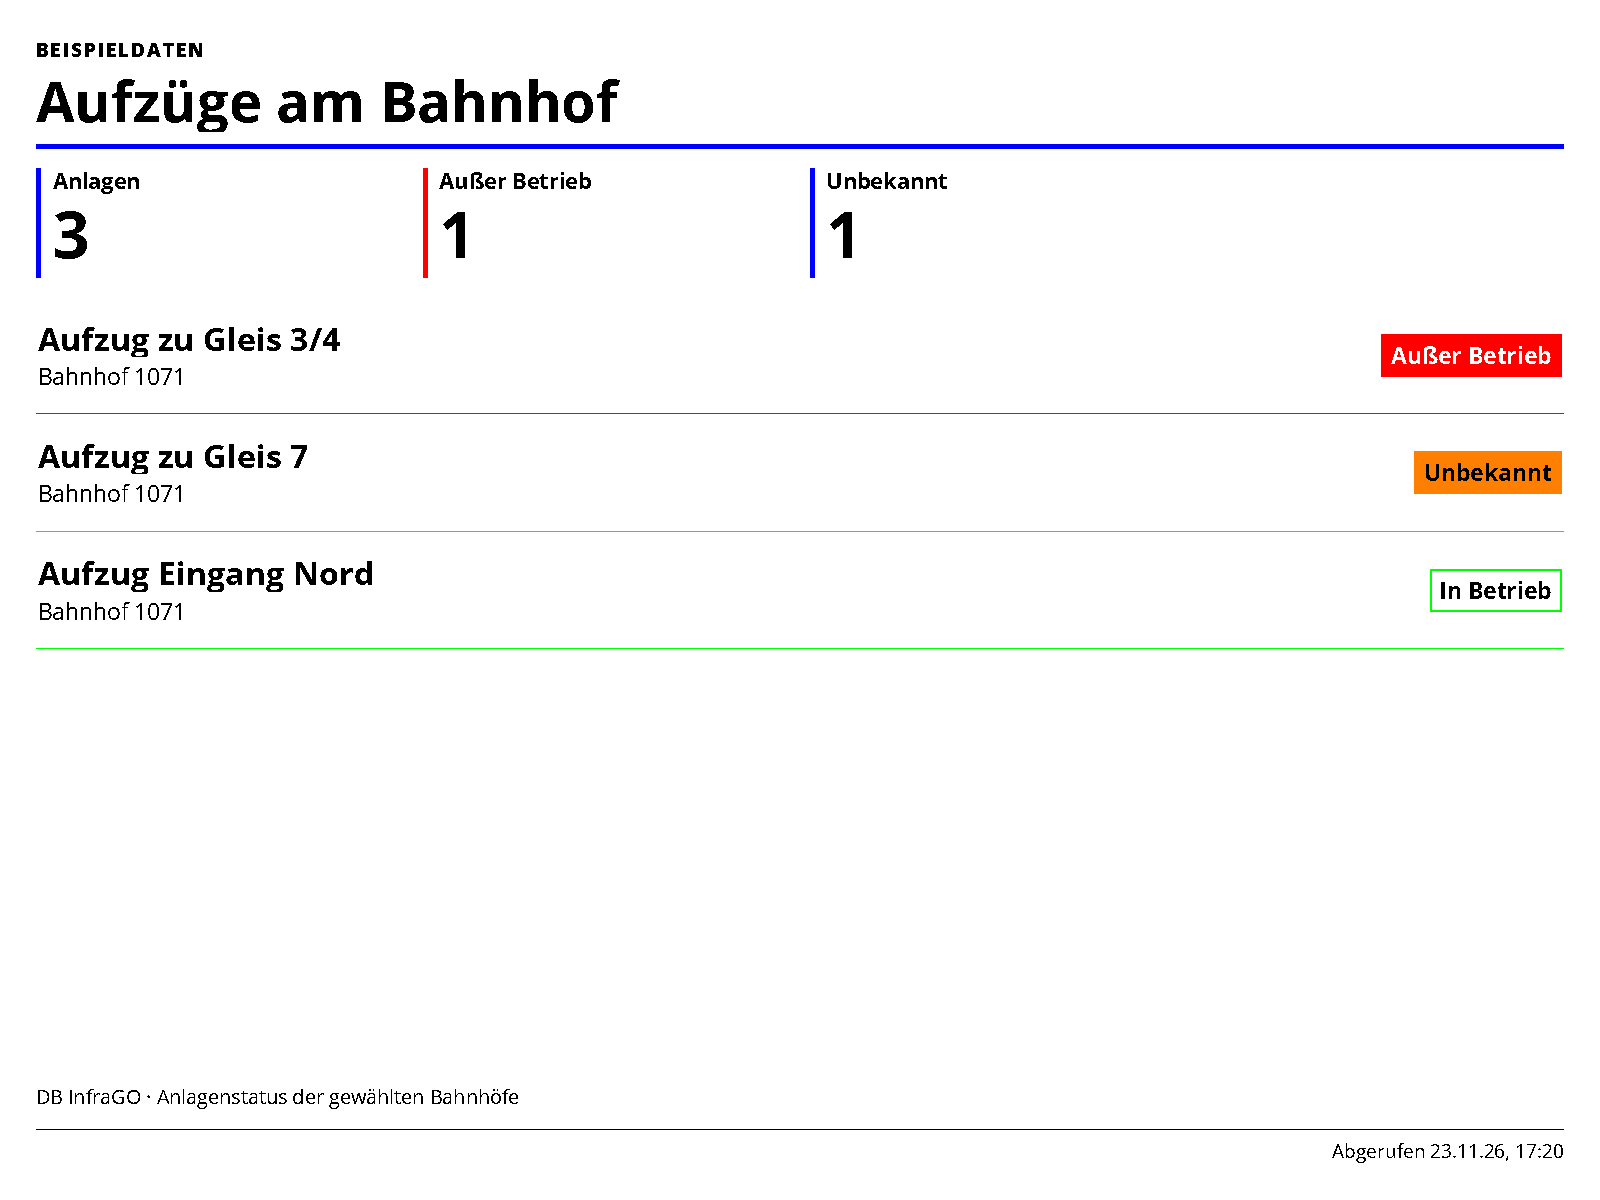 BEISPIELDATEN
Aufzüge am Bahnhof
Anlagen
3
Außer Betrieb
1
Unbekannt
1
Aufzug zu Gleis 3/4
Bahnhof 1071
Außer Betrieb
Aufzug zu Gleis 7
Bahnhof 1071
Unbekannt
Aufzug Eingang Nord
Bahnhof 1071
In Betrieb
DB InfraGO · Anlagenstatus der gewählten Bahnhöfe
Abgerufen 23.11.26, 17:20